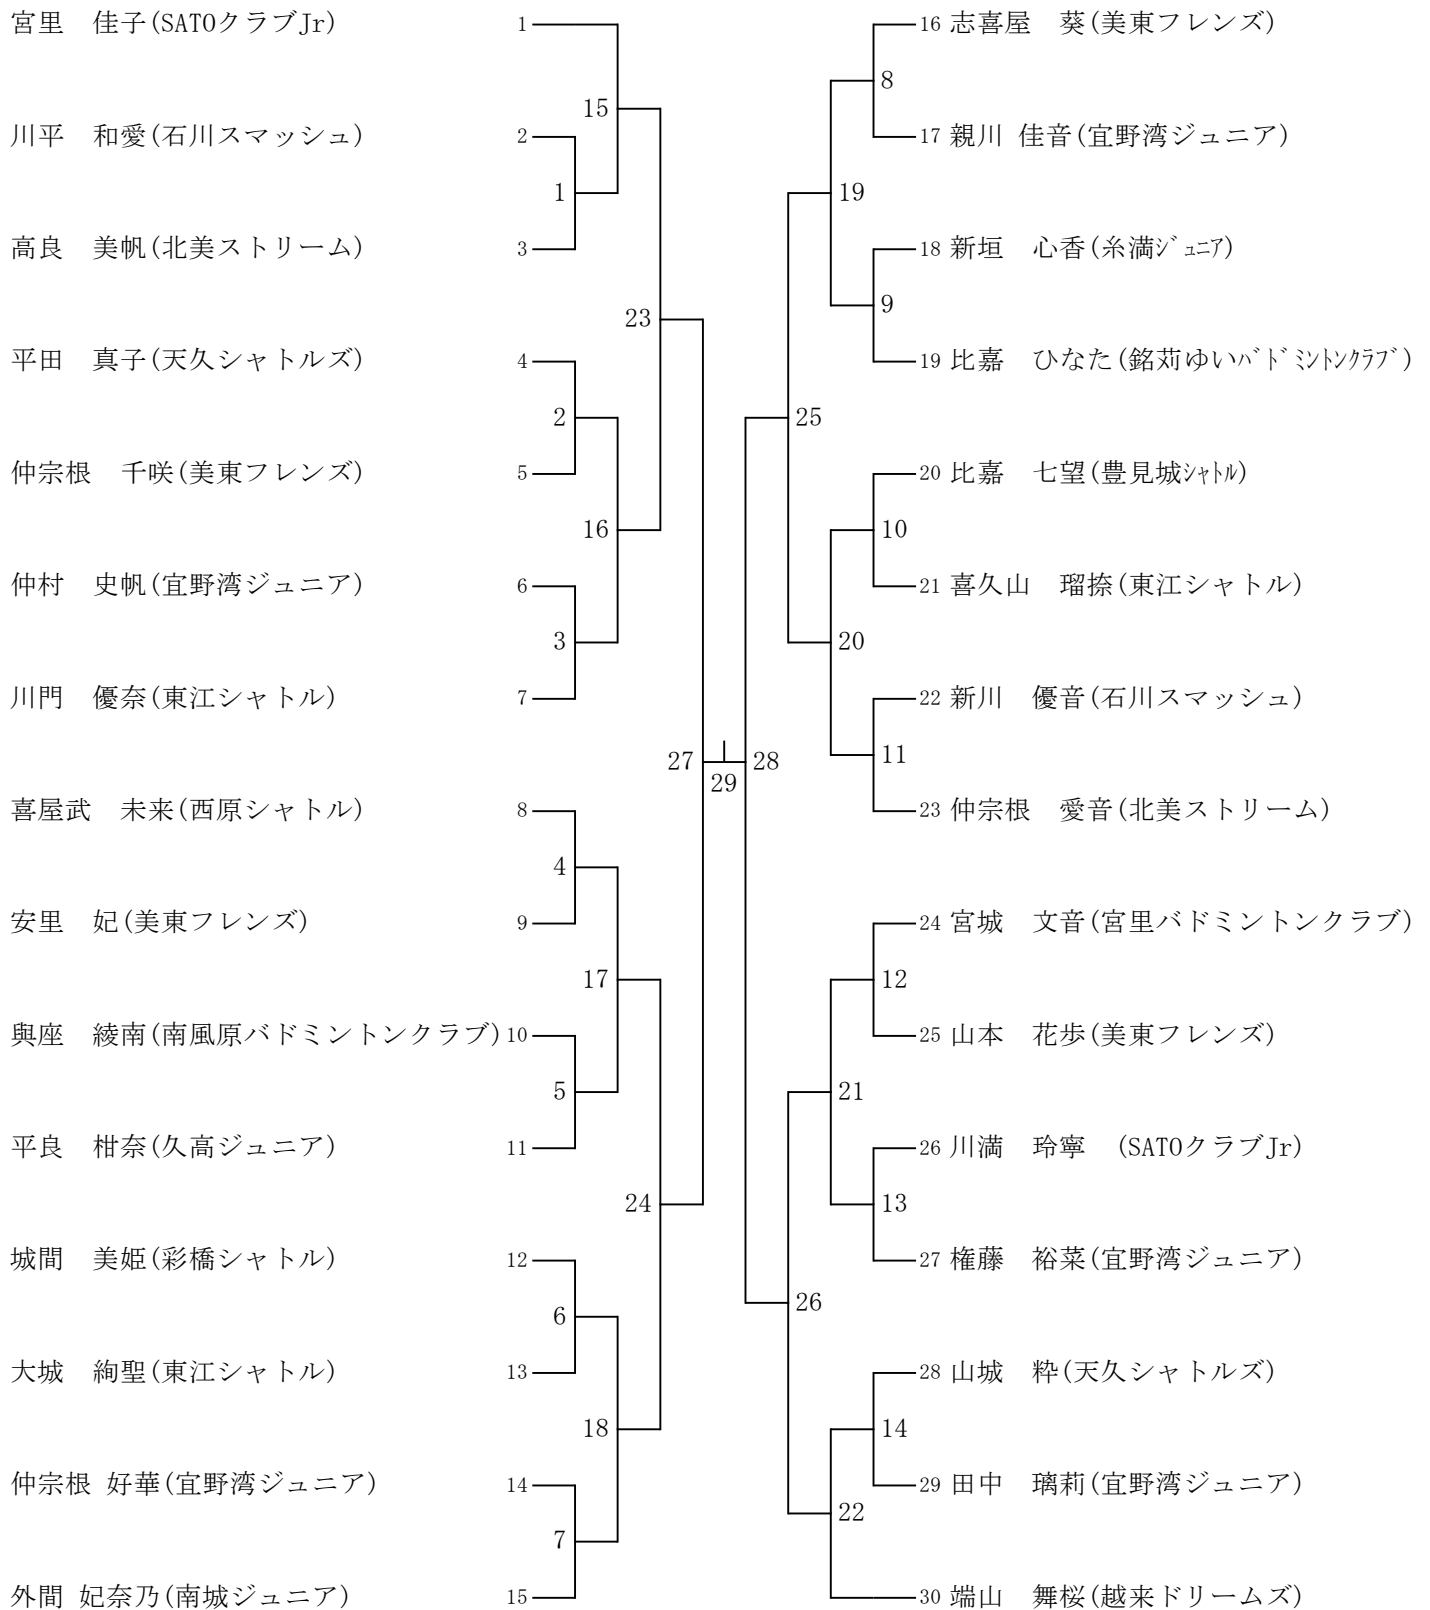 宮里　佳子(SATOクラブJr) 1
15
川平　和愛(石川スマッシュ) 2
1
高良　美帆(北美ストリーム) 3
23
平田　真子(天久シャトルズ) 4
2
仲宗根　千咲(美東フレンズ) 5
16
仲村　史帆(宜野湾ジュニア) 6
3
川門　優奈(東江シャトル) 7
27
29
喜屋武　未来(西原シャトル) 8
4
安里　妃(美東フレンズ) 9
17
與座　綾南(南風原バドミントンクラブ) 10
5
平良　柑奈(久高ジュニア) 11
24
城間　美姫(彩橋シャトル) 12
6
大城　絢聖(東江シャトル) 13
18
仲宗根 好華(宜野湾ジュニア) 14
7
外間 妃奈乃(南城ジュニア) 15
16 志喜屋　葵(美東フレンズ)
8
17 親川 佳音(宜野湾ジュニア)
19
18 新垣　心香(糸満ｼﾞｭﾆｱ)
9
19 比嘉　ひなた(銘苅ゆいﾊﾞﾄﾞﾐﾝﾄﾝｸﾗﾌﾞ)
25
20 比嘉　七望(豊見城ｼｬﾄﾙ)
10
21 喜久山　瑠捺(東江シャトル)
20
22 新川　優音(石川スマッシュ)
11
28
23 仲宗根　愛音(北美ストリーム)
24 宮城　文音(宮里バドミントンクラブ)
12
25 山本　花歩(美東フレンズ)
21
26 川満　玲寧　(SATOクラブJr)
13
27 権藤　裕菜(宜野湾ジュニア)
26
28 山城　粋(天久シャトルズ)
14
29 田中　璃莉(宜野湾ジュニア)
22
30 端山　舞桜(越来ドリームズ)